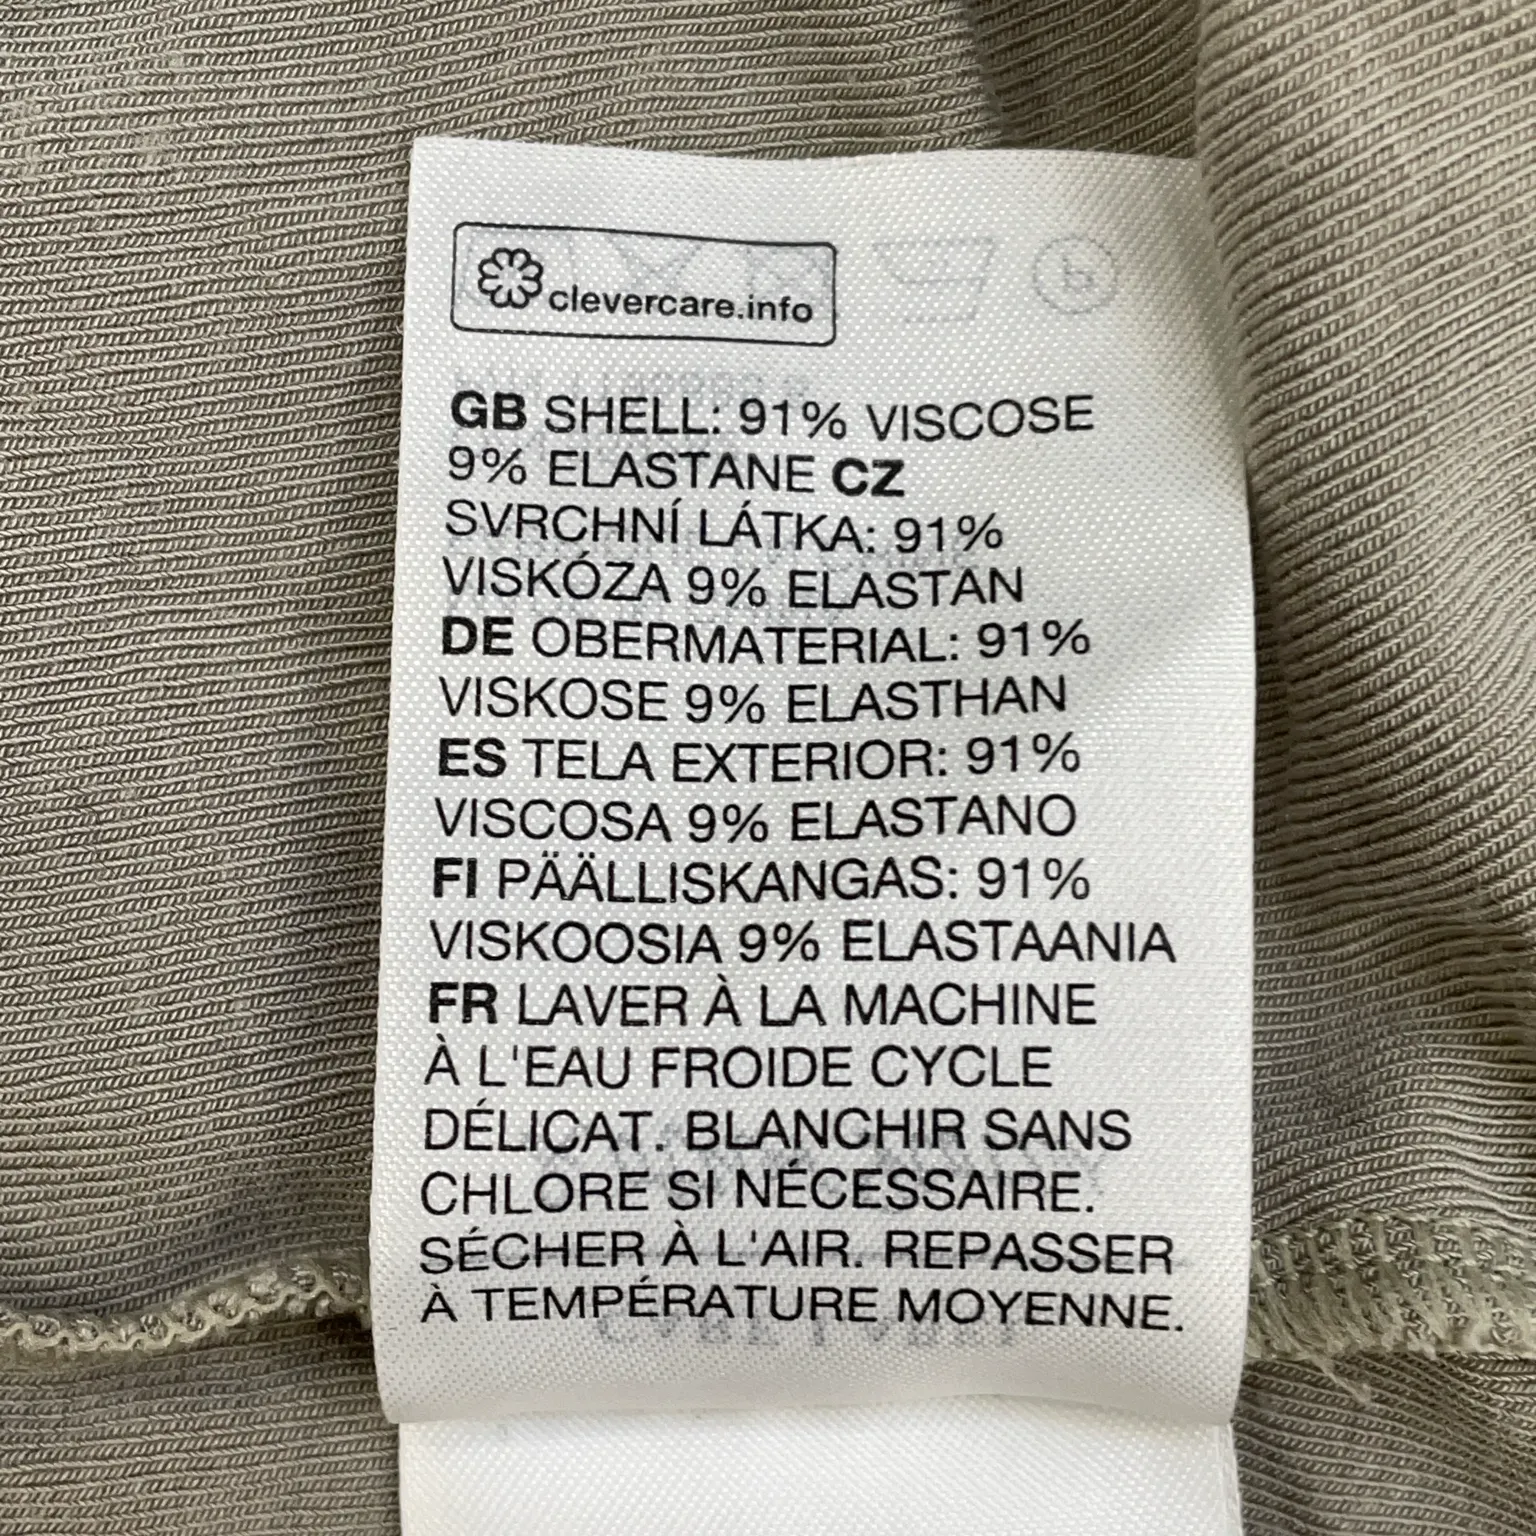 clevercare.info
GB SHELL: 91% VISCOSE
9% ELASTANE CZ
SVRCHNÍ LÁTKA: 91%
VISKÓZA 9% ELASTAN
DE OBERMATERIAL: 91%
VISKOSE 9% ELASTHAN
ES TELA EXTERIOR: 91%
VISCOSA 9% ELASTANO
FI PÄÄLLISKANGAS: 91%
VISKOOSIA 9% ELASTAANIA
FR LAVER À LA MACHINE
À L'EAU FROIDE CYCLE
DÉLICAT. BLANCHIR SANS
CHLORE SI NÉCESSAIRE.
SÉCHER À L'AIR. REPASSER
À TEMPÉRATURE MOYENNE.